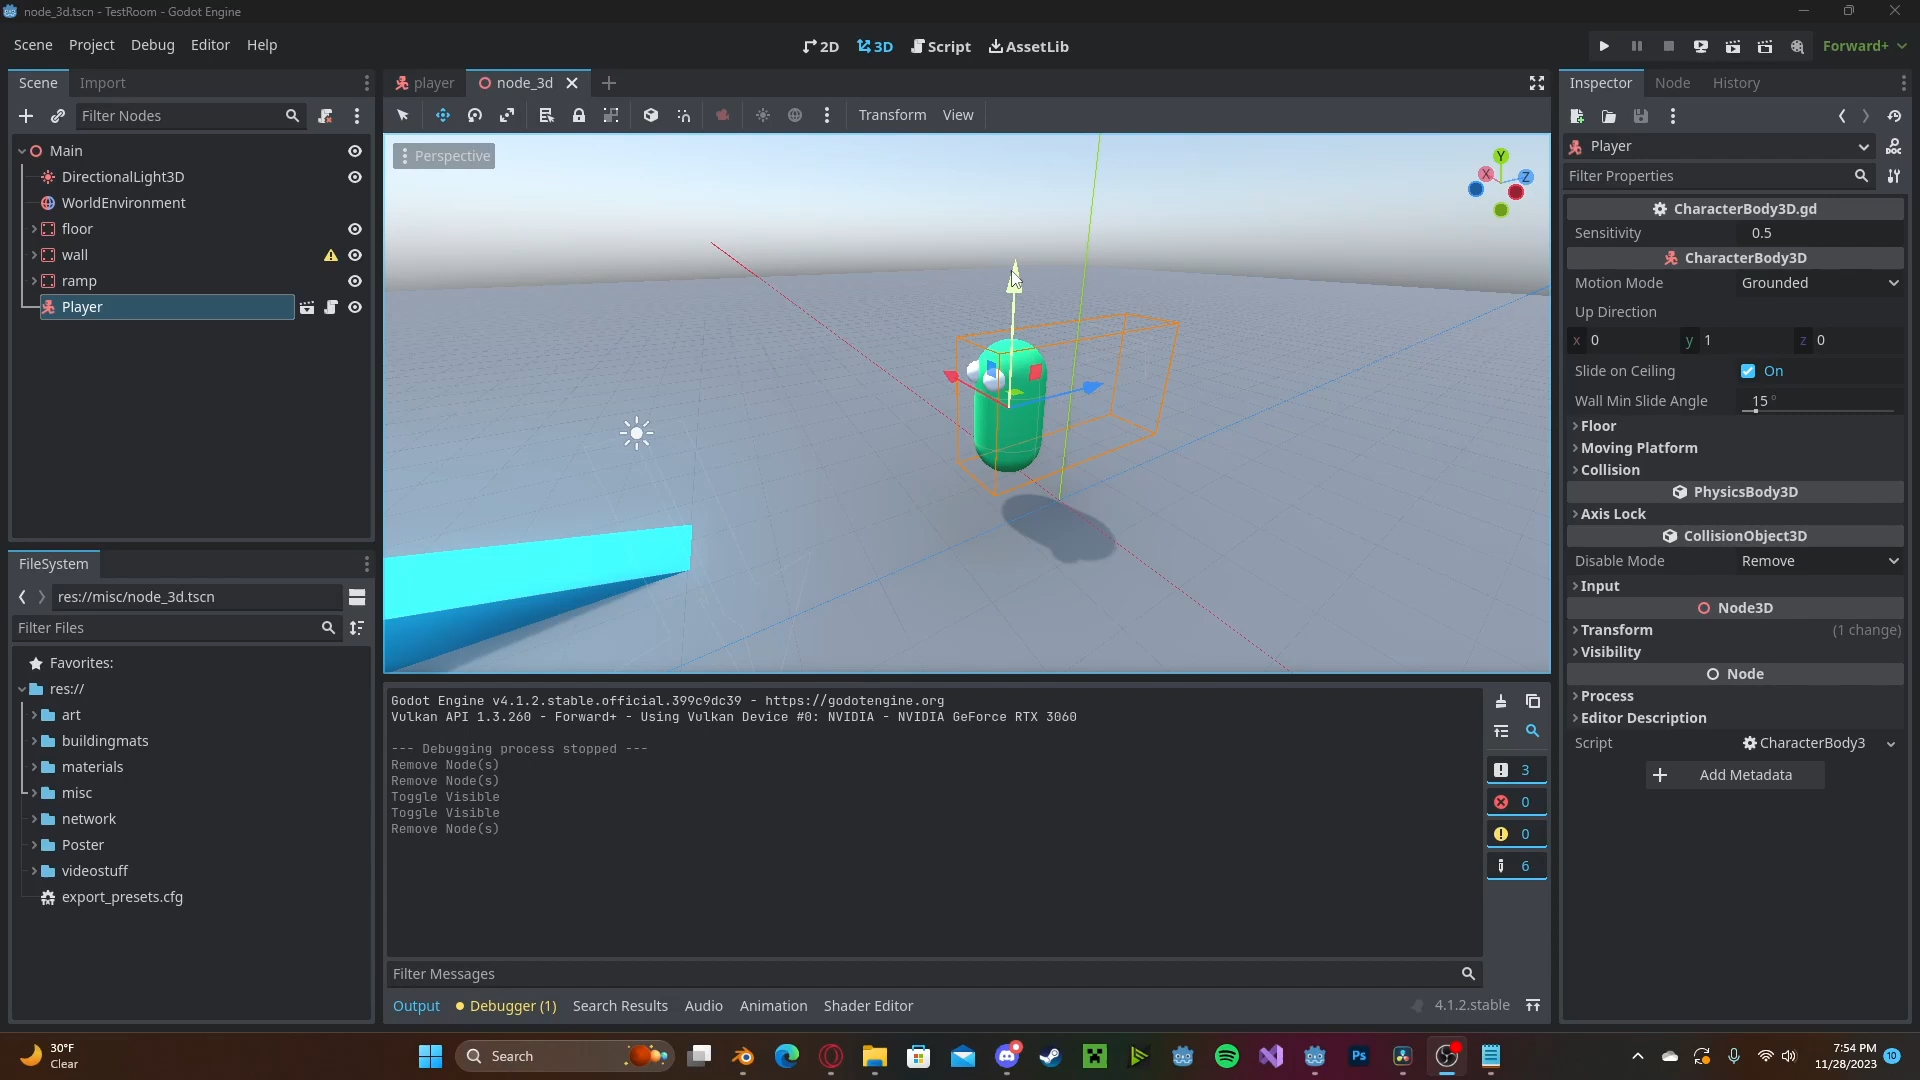 node_3d.tscn - TestRoom - Godot Engine
Scene Project Debug Editor Help
2D 3D Script AssetLib
Forward+
Scene Import
Filter Nodes
Main
DirectionalLight3D
WorldEnvironment
floor
wall
ramp
Player
FileSystem
res://misc/node_3d.tscn
Filter Files
Favorites:
res://
art
buildingmats
materials
misc
network
Poster
videostuff
export_presets.cfg
player node_3d
Transform View
Perspective
Y
X
Z
Godot Engine v4.1.2.stable.official.399c9dc39 - https://godotengine.org
Vulkan API 1.3.260 - Forward+ - Using Vulkan Device #0: NVIDIA - NVIDIA GeForce RTX 3060
--- Debugging process stopped ---
Remove Node(s)
Remove Node(s)
Toggle Visible
Toggle Visible
Remove Node(s)
3
0
0
6
Filter Messages
Output Debugger (1) Search Results Audio Animation Shader Editor
4.1.2.stable
Inspector Node History
Player
Filter Properties
CharacterBody3D.gd
Sensitivity 0.5
CharacterBody3D
Motion Mode Grounded
Up Direction
x 0 y 1 z 0
Slide on Ceiling On
Wall Min Slide Angle 15 °
Floor
Moving Platform
Collision
PhysicsBody3D
Axis Lock
CollisionObject3D
Disable Mode Remove
Input
Node3D
Transform (1 change)
Visibility
Node
Process
Editor Description
Script CharacterBody3
Add Metadata
30°F
Clear
Search
Ps
7:54 PM
11/28/2023
10